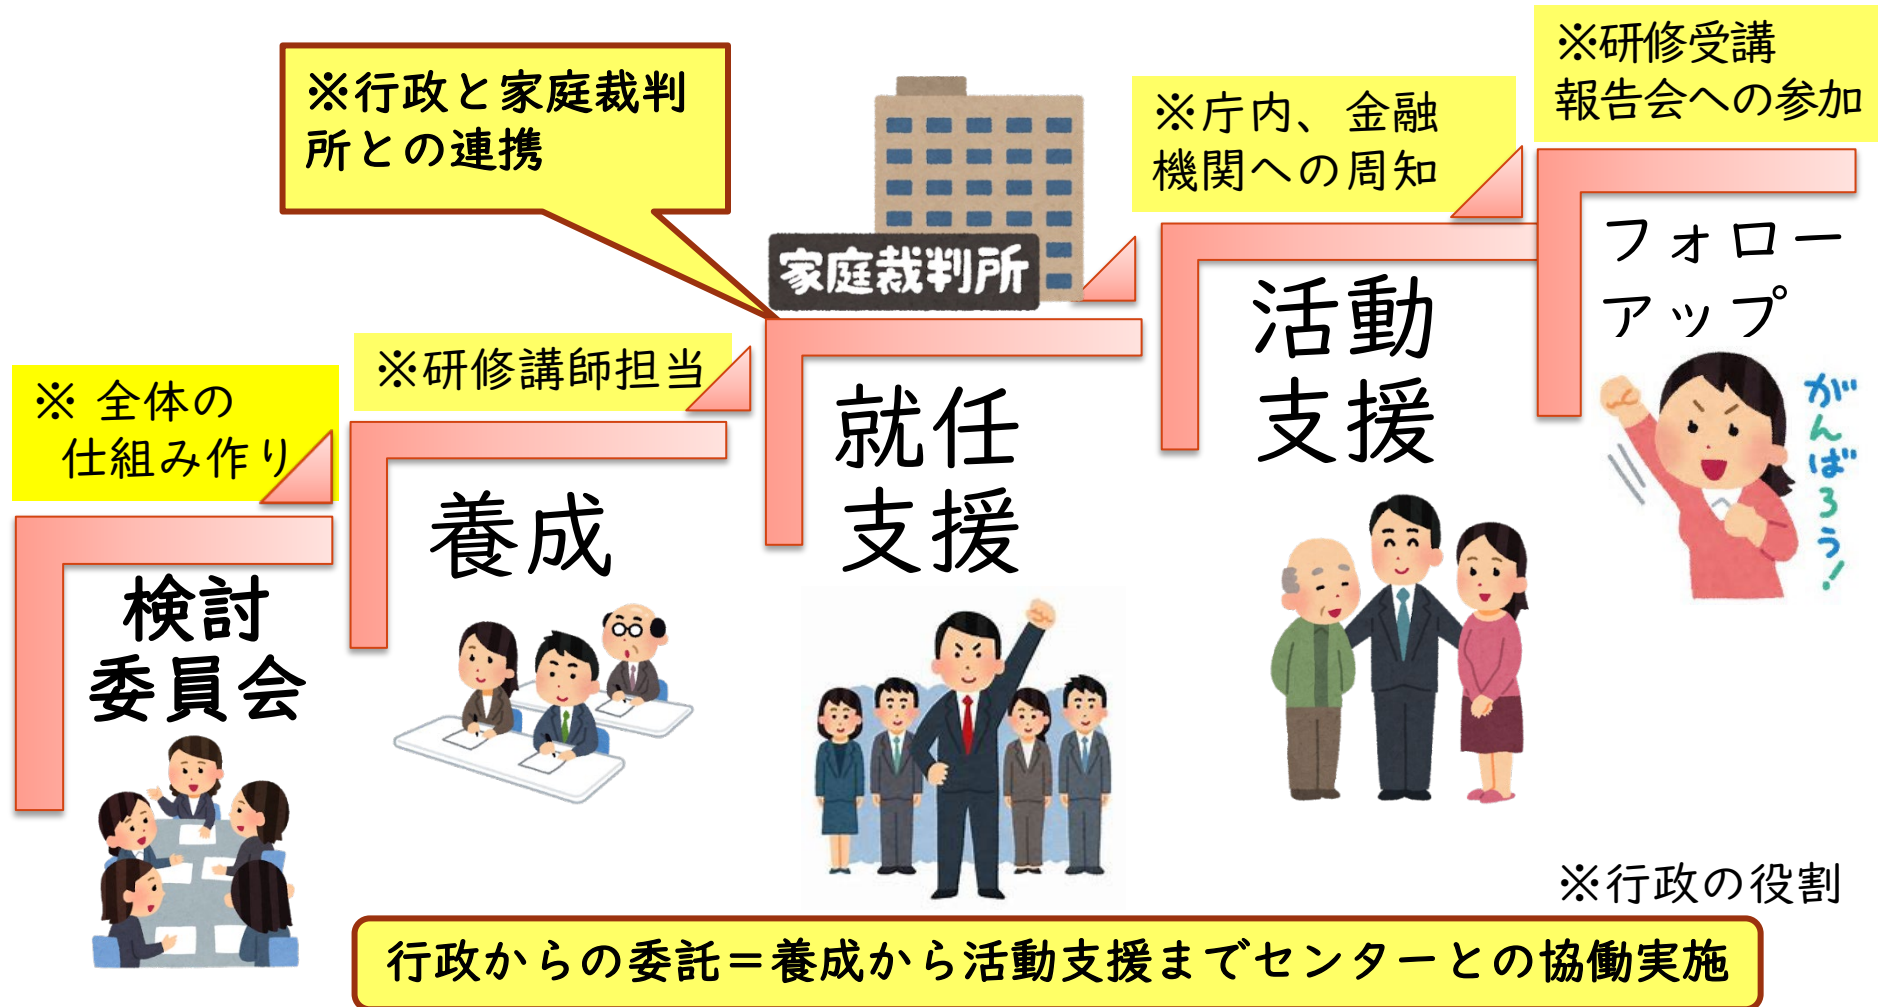 ※ 全体の
仕組み作り
検討
委員会
※研修講師担当
養成
※行政と家庭裁判
所との連携
家庭裁判所
就任
支援
※庁内、金融
機関への周知
活動
支援
※研修受講
報告会への参加
フォロー
アップ
がんばろう!
※行政の役割
行政からの委託＝養成から活動支援までセンターとの協働実施